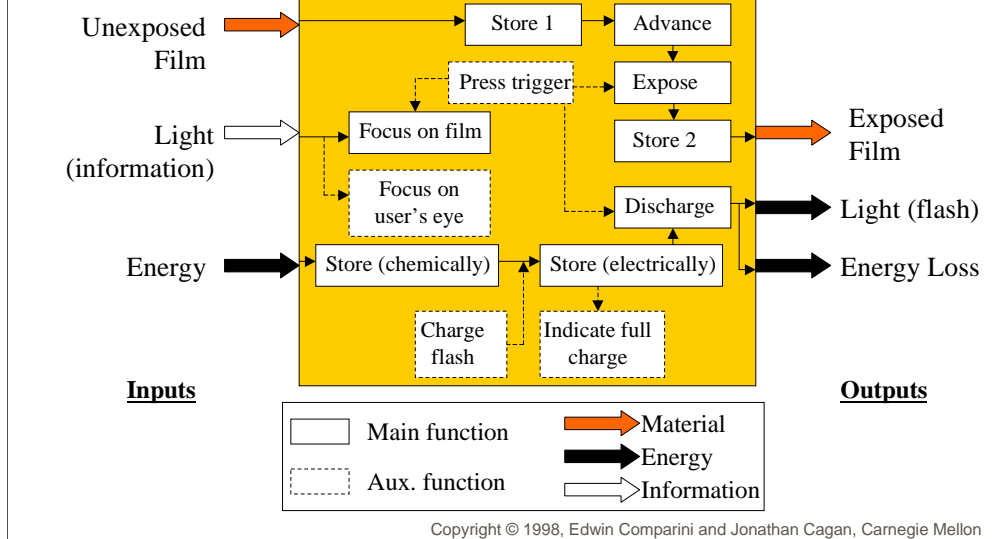 Unexposed
Film
Store 1
Advance
Press trigger
Expose
Light
(information)
Focus on film
Store 2
Exposed
Film
Focus on
user's eye
Discharge
Light (flash)
Energy
Store (chemically)
Store (electrically)
Energy Loss
Charge
flash
Indicate full
charge
Inputs
Outputs
Main function
Aux. function
Material
Energy
Information
Copyright © 1998, Edwin Comparini and Jonathan Cagan, Carnegie Mellon